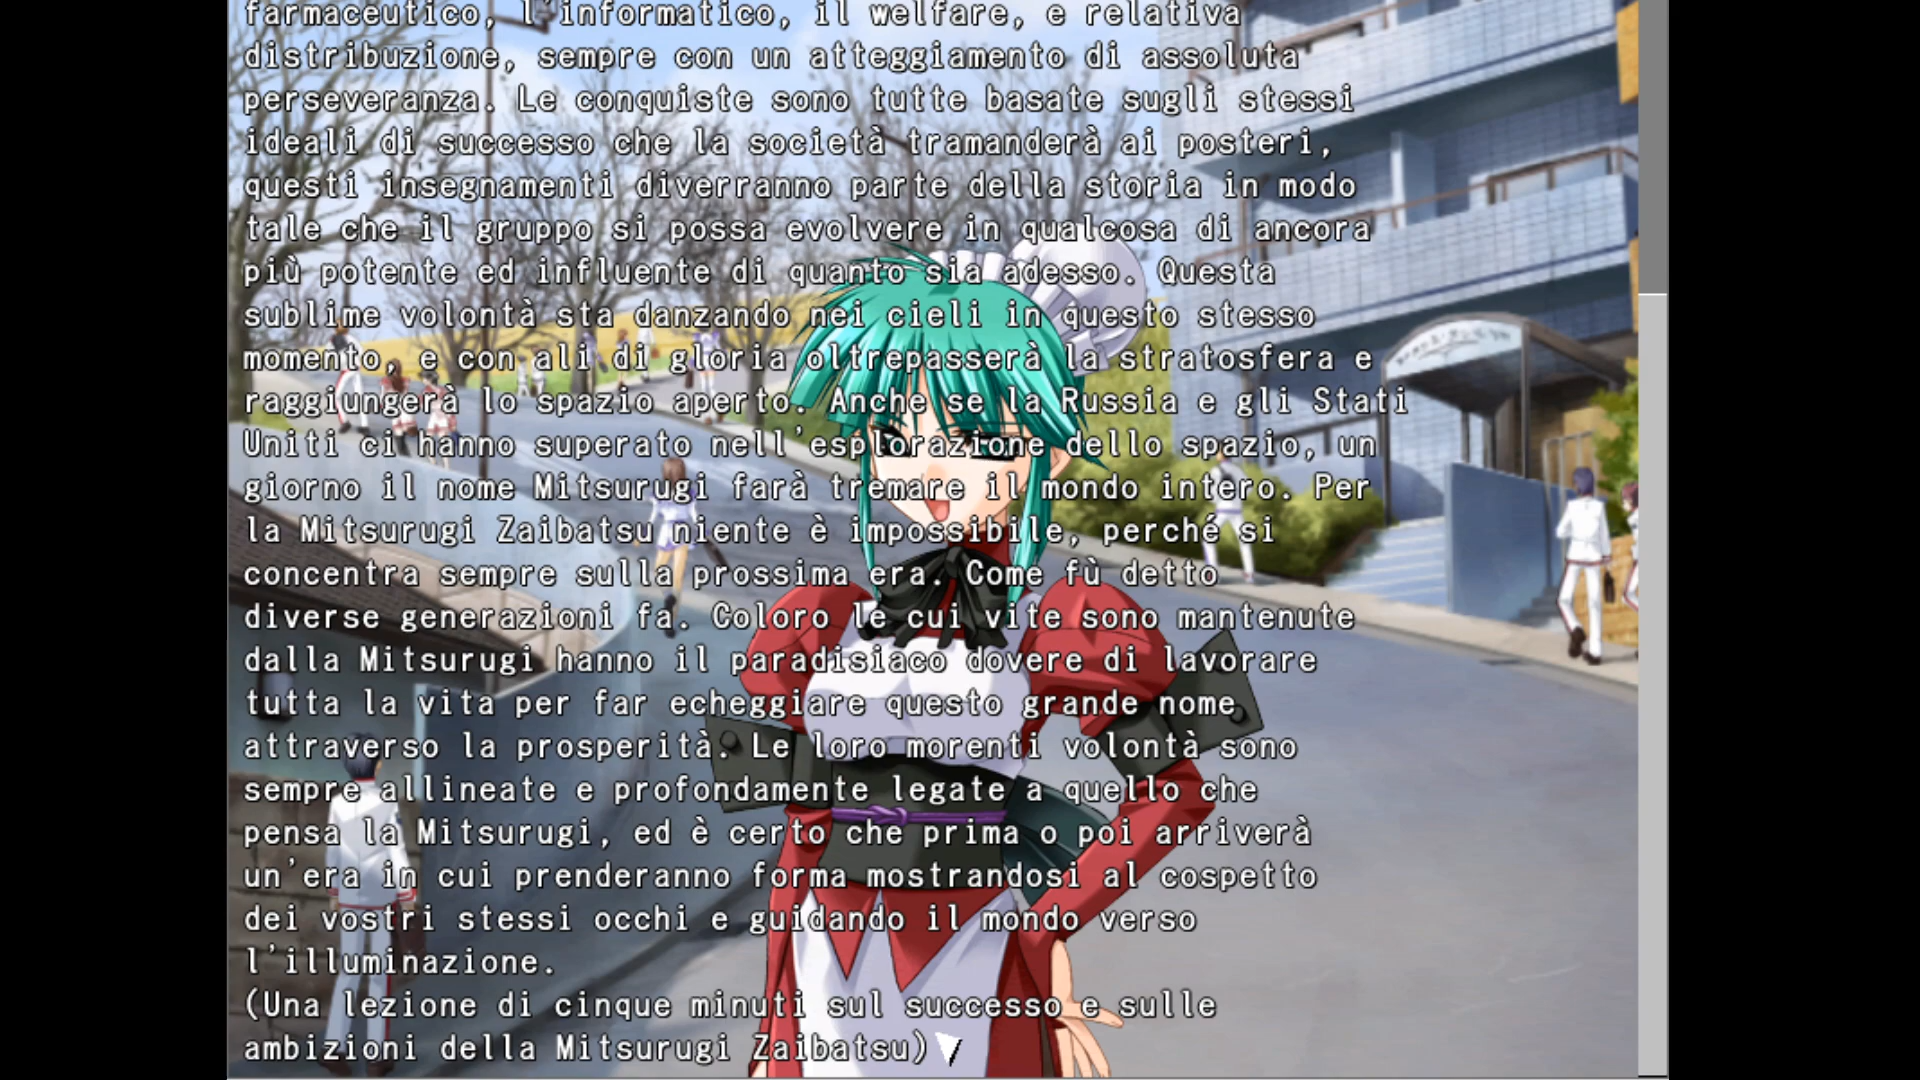 farmaceutico, l'informatico, il welfare, e relativa
distribuzione, sempre con un atteggiamento di assoluta
perseveranza. Le conquiste sono tutte basate sugli stessi
ideali di successo che la società tramanderà ai posteri,
questi insegnamenti diverranno parte della storia in modo
tale che il gruppo si possa evolvere in qualcosa di ancora
più potente ed influente di quanto sia adesso. Questa
sublime volontà sta danzando nei cieli in questo stesso
momento, e con ali di gloria oltrepasserà la stratosfera e
raggiungerà lo spazio aperto. Anche se la Russia e gli Stati
Uniti ci hanno superato nell'esplorazione dello spazio, un
giorno il nome Mitsurugi farà tremare il mondo intero. Per
la Mitsurugi Zaibatsu niente è impossibile, perché si
concentra sempre sulla prossima era. Come fù detto
diverse generazioni fa. Coloro le cui vite sono mantenute
dalla Mitsurugi hanno il paradisiaco dovere di lavorare
tutta la vita per far echeggiare questo grande nome
attraverso la prosperità. Le loro morenti volontà sono
sempre allineate e profondamente legate a quello che
pensa la Mitsurugi, ed è certo che prima o poi arriverà
un'era in cui prenderanno forma mostrandosi al cospetto
dei vostri stessi occhi e guidando il mondo verso
l'illuminazione.
(Una lezione di cinque minuti sul successo e sulle
ambizioni della Mitsurugi Zaibatsu)